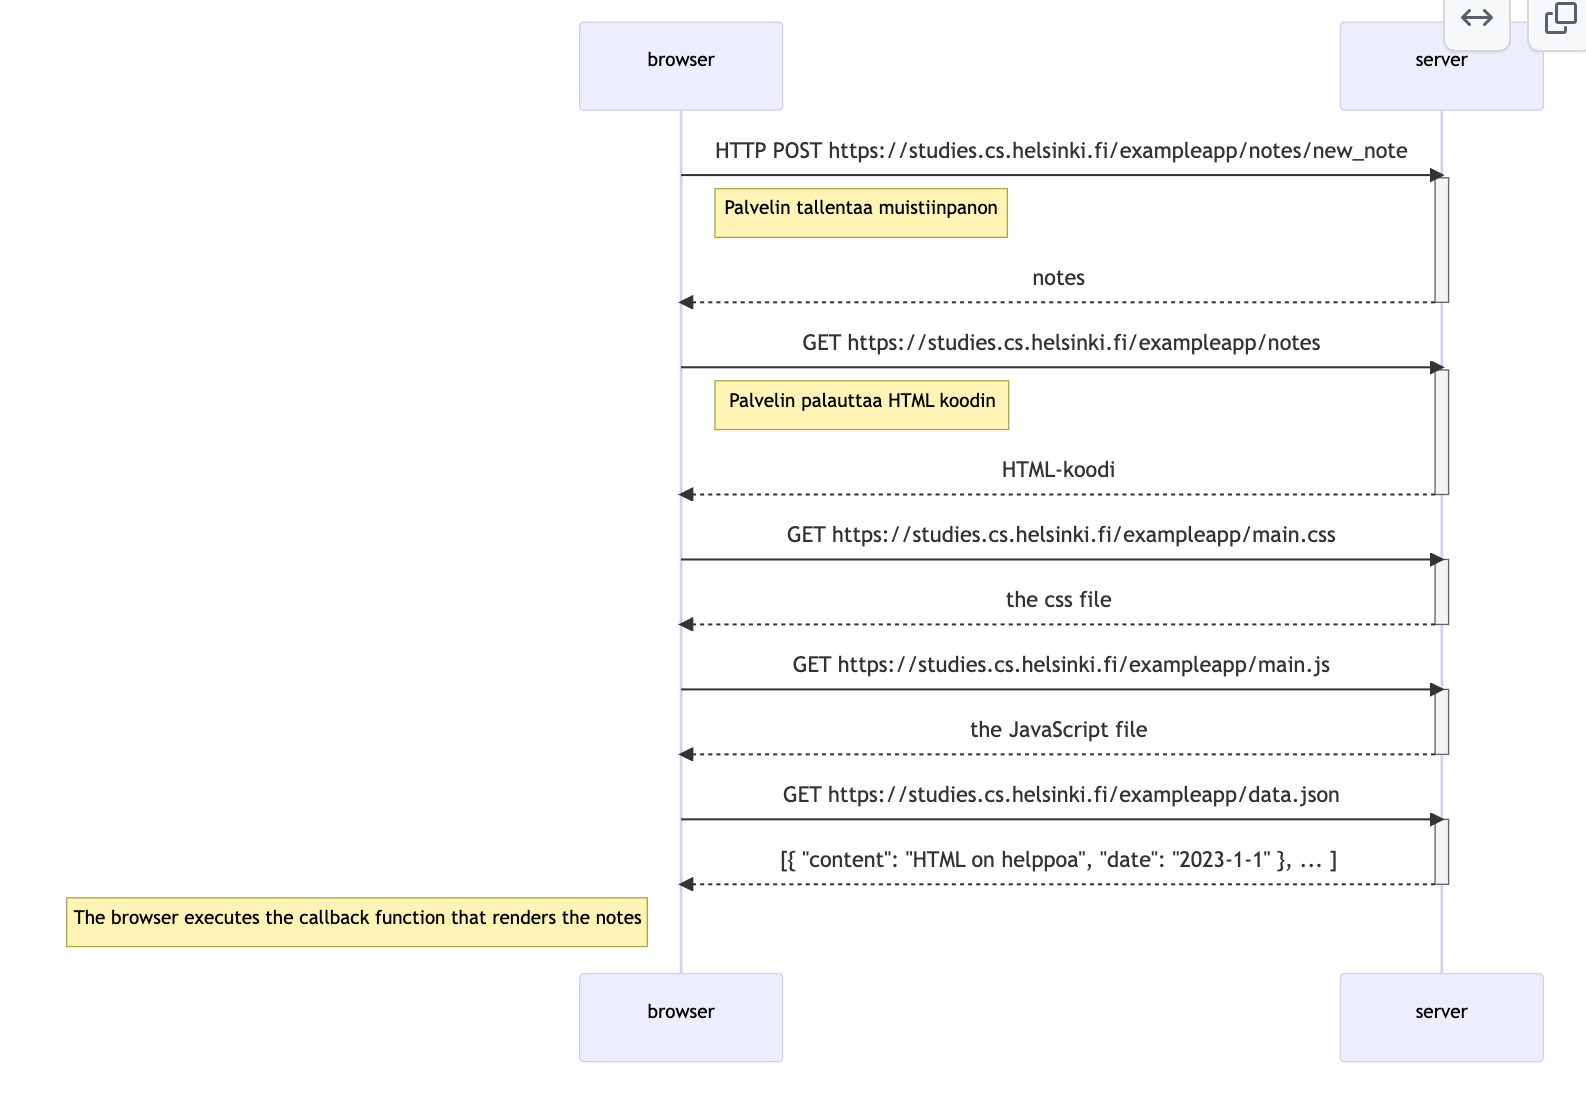 browser
server
HTTP POST https://studies.cs.helsinki.fi/exampleapp/notes/new_note
Palvelin tallentaa muistiinpanon
notes
GET https://studies.cs.helsinki.fi/exampleapp/notes
Palvelin palauttaa HTML koodin
HTML-koodi
GET https://studies.cs.helsinki.fi/exampleapp/main.css
the css file
GET https://studies.cs.helsinki.fi/exampleapp/main.js
the JavaScript file
GET https://studies.cs.helsinki.fi/exampleapp/data.json
[{ "content": "HTML on helppoa", "date": "2023-1-1" }, ... ]
The browser executes the callback function that renders the notes
browser
server